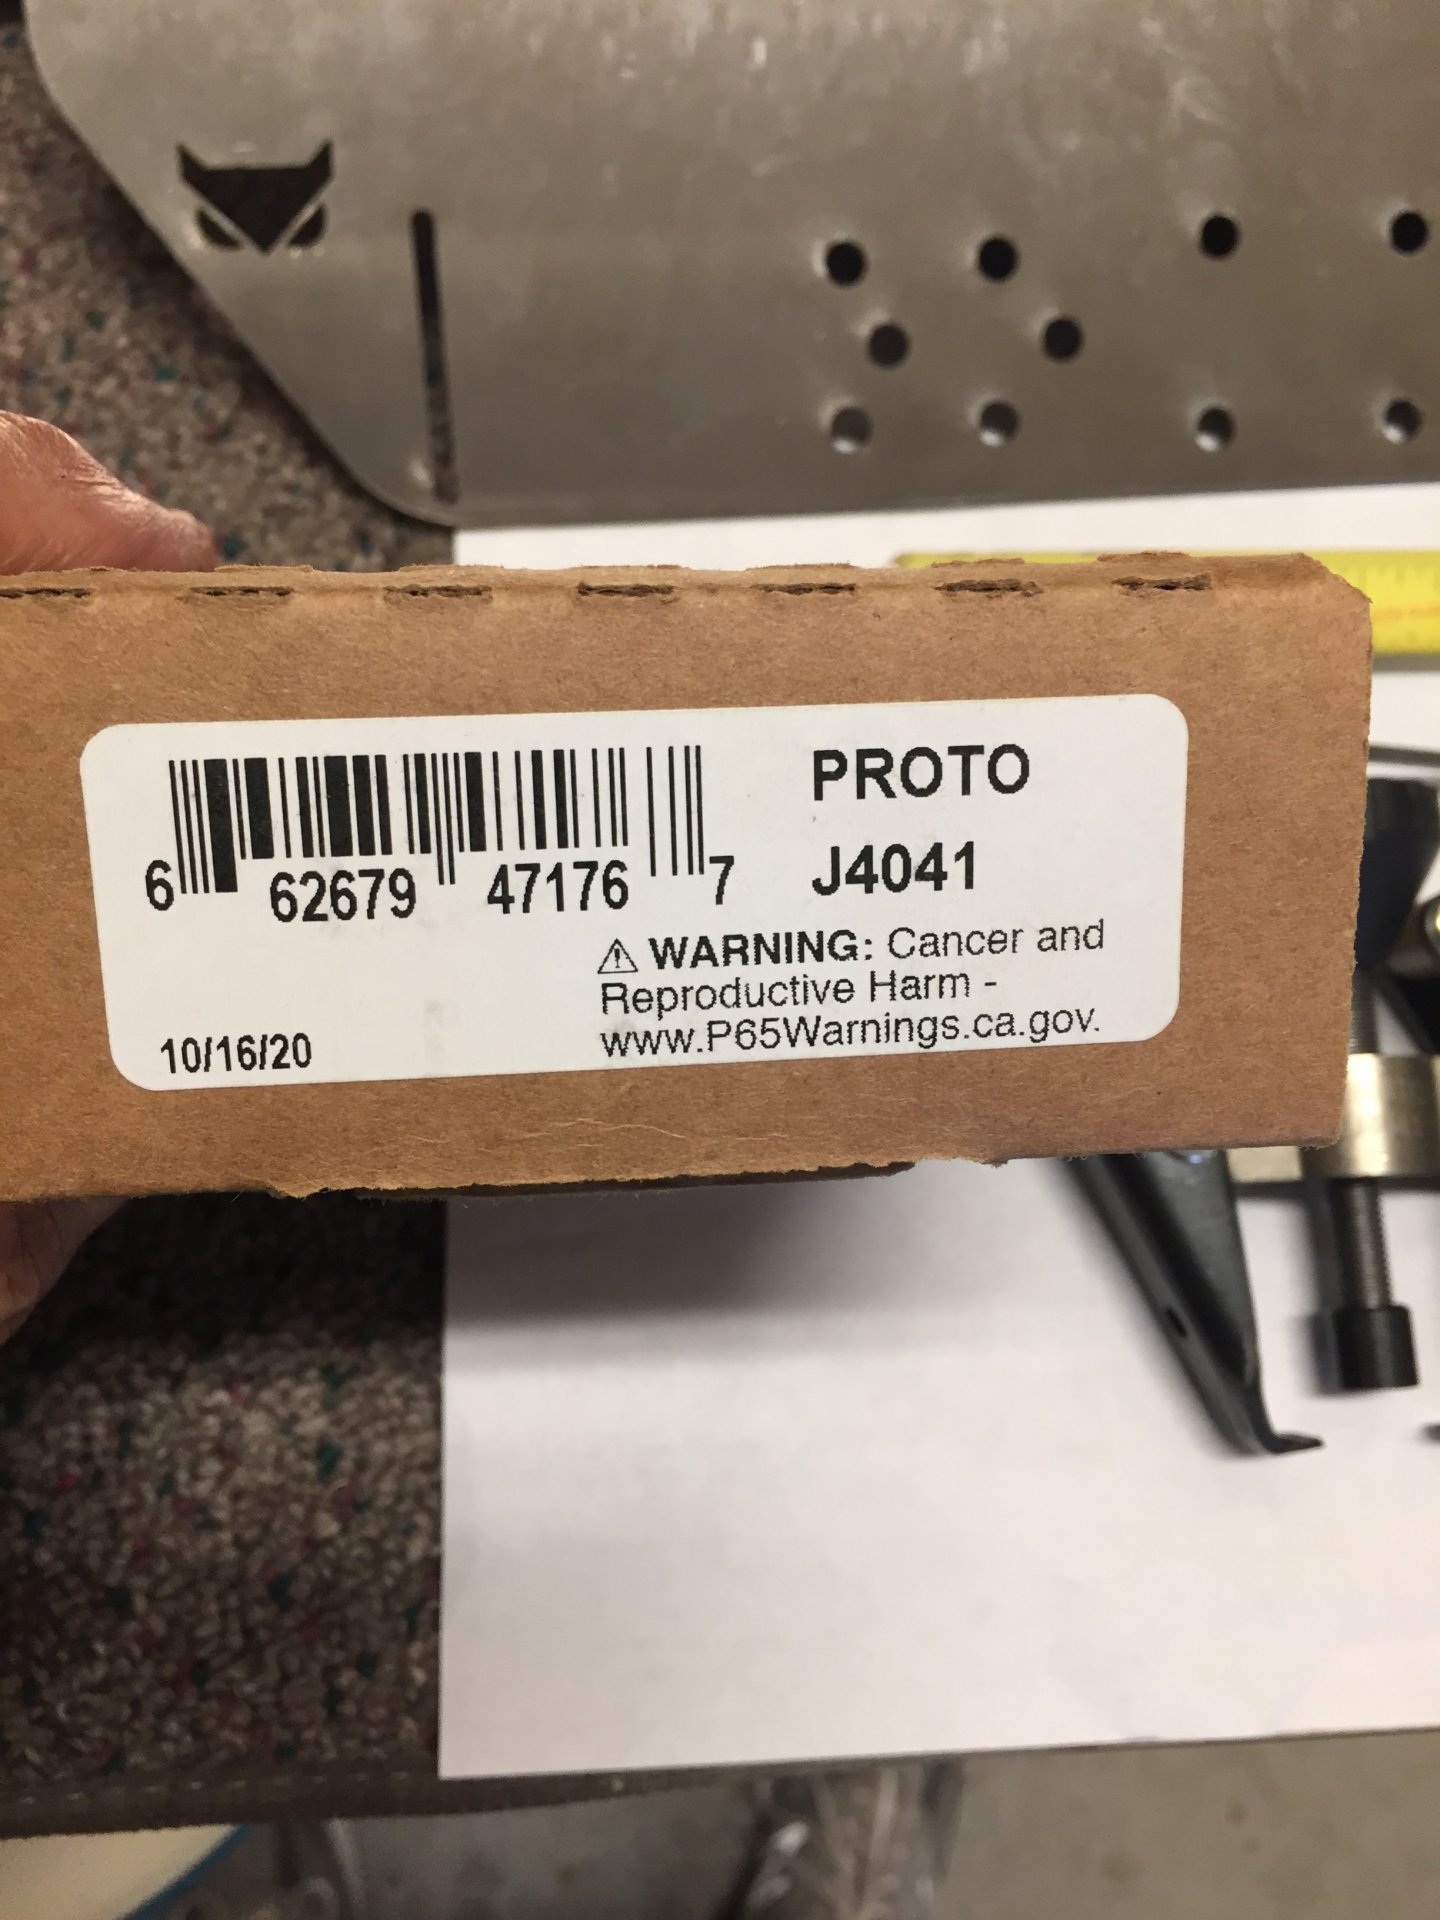 PROTO
J4041
6 62679 47176 7
⚠ WARNING: Cancer and
Reproductive Harm -
www.P65Warnings.ca.gov.
10/16/20